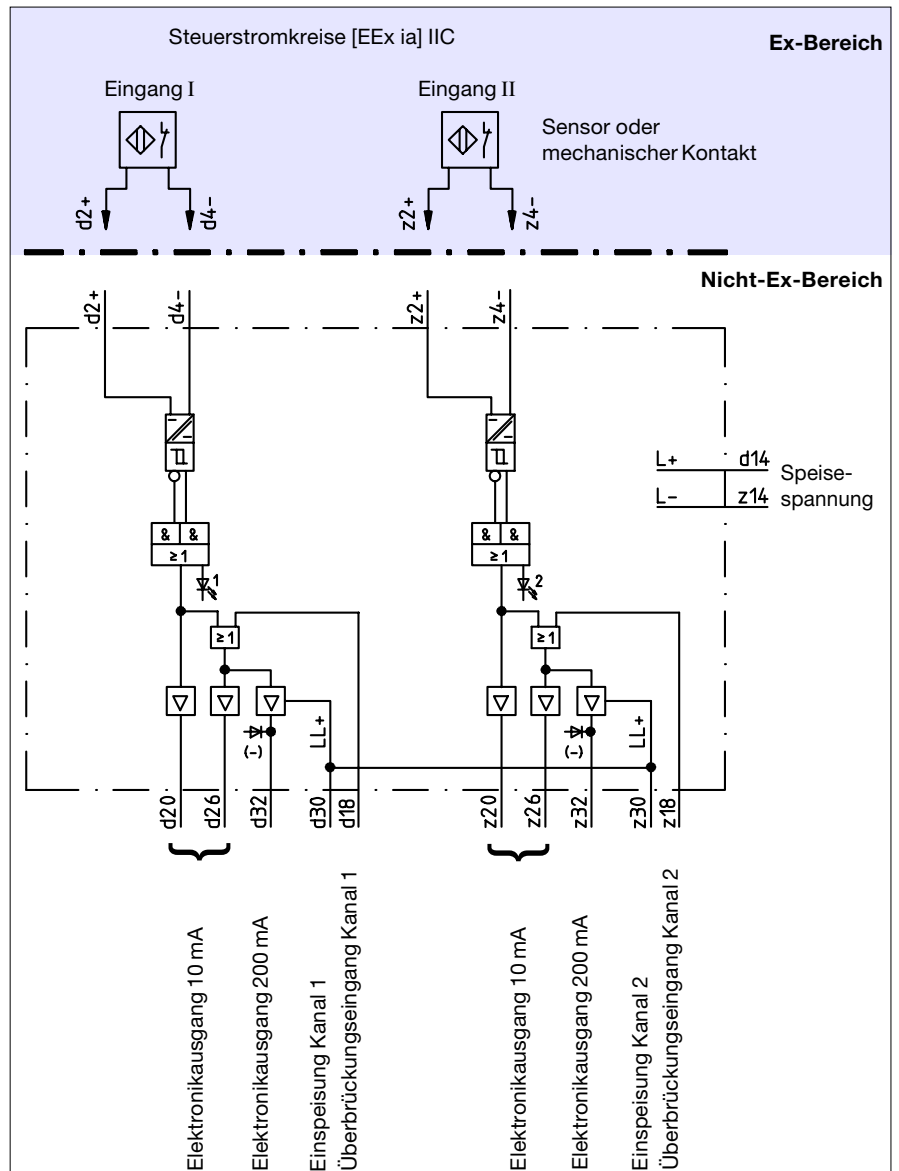 Steuerstromkreise [EEx ia] IIC
Ex-Bereich
Eingang I
Eingang II
Sensor oder
mechanischer Kontakt
d2+
d4-
z2+
z4-
Nicht-Ex-Bereich
d2+
d4-
z2+
z4-
L+
d14
L-
z14
Speise-
spannung
& &
≥1
1
& &
≥1
2
≥1
≥1
(-)
LL+
(-)
LL+
d20
d26
d32
d30
d18
z20
z26
z32
z30
z18
Elektronikausgang 10 mA
Elektronikausgang 200 mA
Einspeisung Kanal 1
Überbrückungseingang Kanal 1
Elektronikausgang 10 mA
Elektronikausgang 200 mA
Einspeisung Kanal 2
Überbrückungseingang Kanal 2